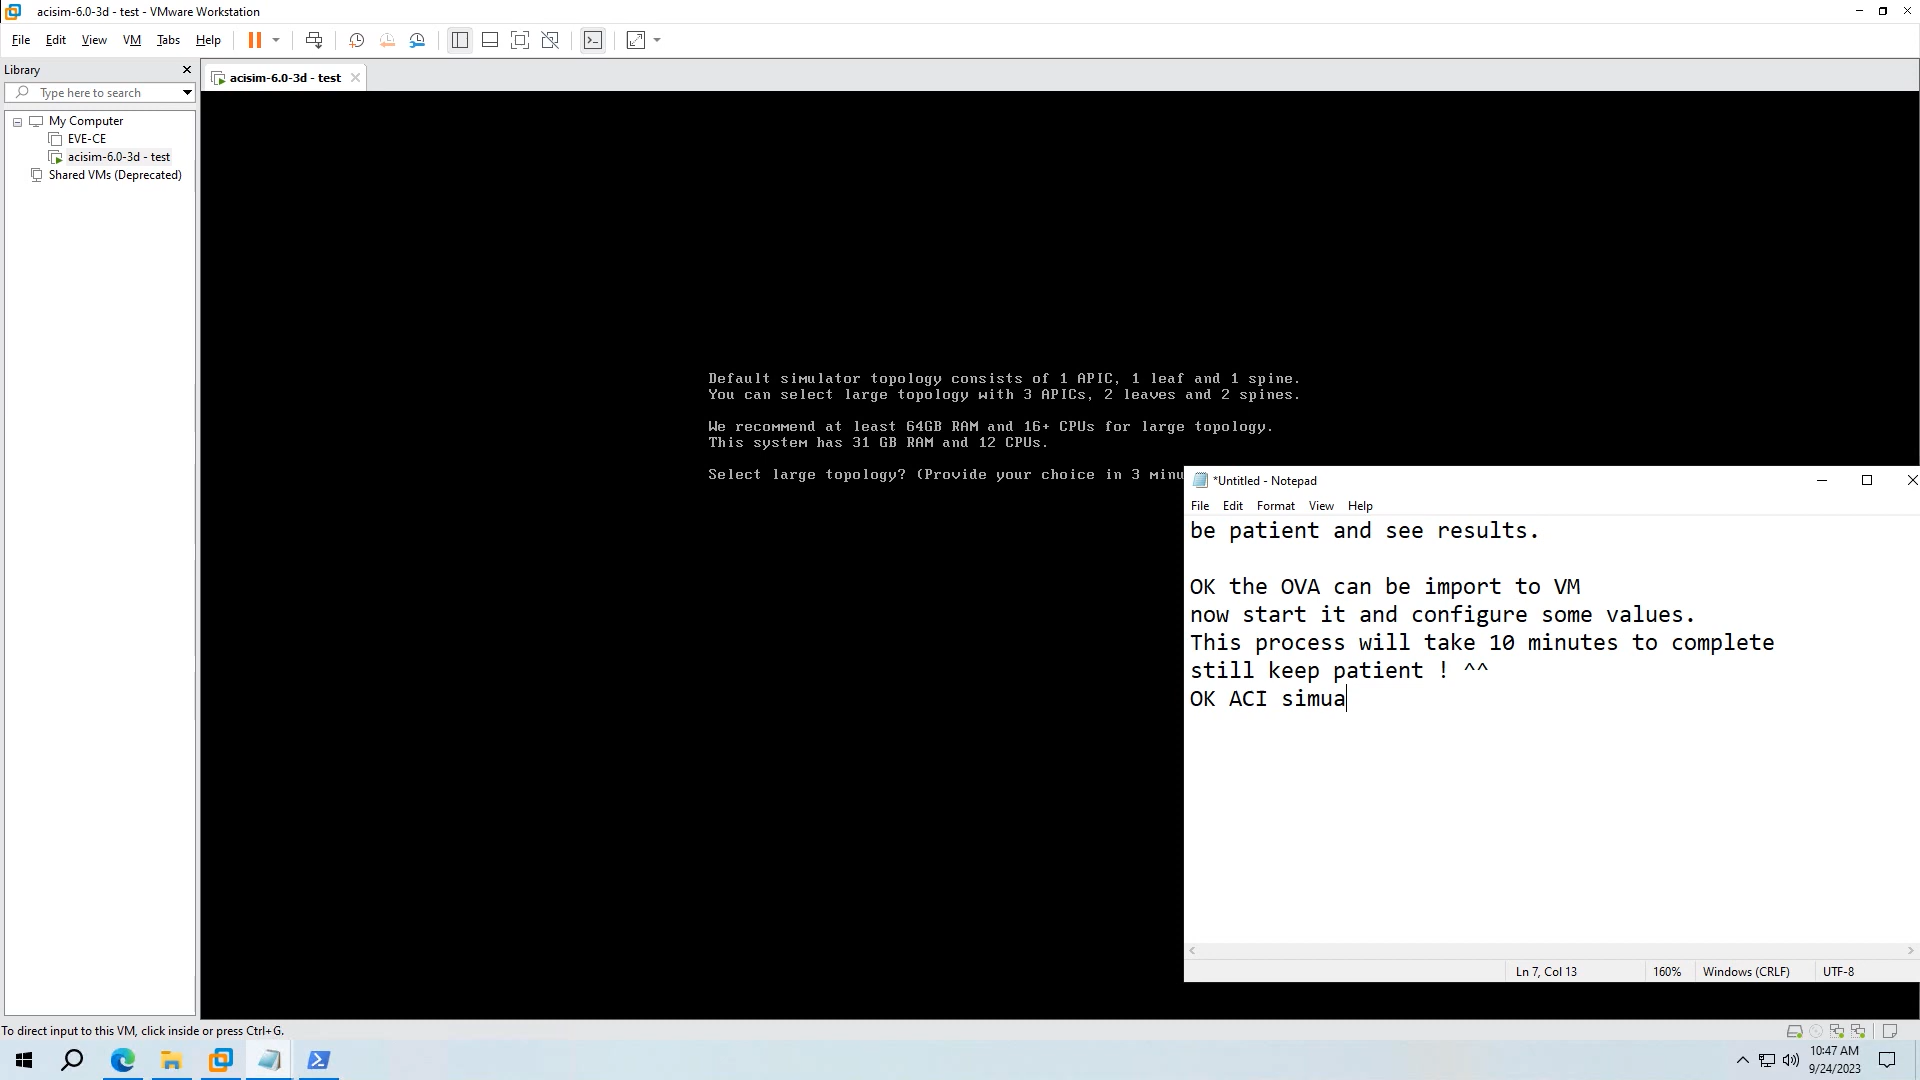 acisim-6.0-3d - test - VMware Workstation
File Edit View VM Tabs Help
Library
acisim-6.0-3d - test
Type here to search
My Computer
EVE-CE
acisim-6.0-3d - test
Shared VMs (Deprecated)
Default simulator topology consists of 1 APIC, 1 leaf and 1 spine.
You can select large topology with 3 APICs, 2 leaves and 2 spines.
We recommend at least 64GB RAM and 16+ CPUs for large topology.
This system has 31 GB RAM and 12 CPUs.
Select large topology? (Provide your choice in 3 minu
*Untitled - Notepad
File Edit Format View Help
be patient and see results.
OK the OVA can be import to VM
now start it and configure some values.
This process will take 10 minutes to complete
still keep patient ! ^^
OK ACI simua
Ln 7, Col 13 160% Windows (CRLF) UTF-8
To direct input to this VM, click inside or press Ctrl+G.
10:47 AM
9/24/2023